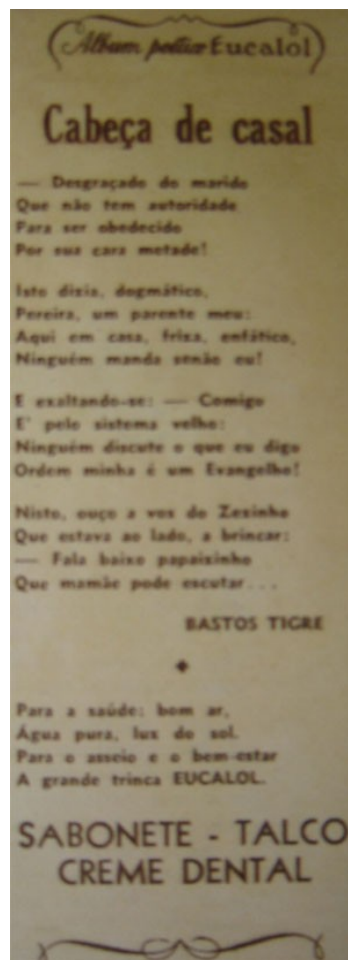 Album poético Eucalol
Cabeça de casal
— Desgraçado do marido
Que não tem autoridade
Para ser obedecido
Por sua cara metade!
Isto dizia, dogmático,
Pereira, um parente meu:
Aqui em casa, frixa, enfático,
Ninguém manda senão eu!
E exaltando-se: — Comigo
E' pelo sistema velho:
Ninguém discute o que eu digo
Ordem minha é um Evangelho!
Nisto, ouço a voz do Zezinho
Que estava ao lado, a brincar:
— Fala baixo papaizinho
Que mamãe pode escutar...
BASTOS TIGRE
Para a saúde: bom ar,
Água pura, luz do sol.
Para o asseio e o bem-estar
A grande trinca EUCALOL.
SABONETE - TALCO
CREME DENTAL